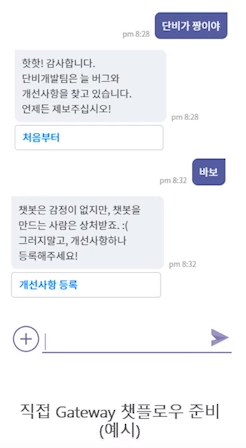 단비가 짱이야
pm 8:28
핫핫! 감사합니다.
단비개발팀은 늘 버그와
개선사항을 찾고 있습니다.
언제든 제보주십시오!
pm 8:28
처음부터
바보
pm 8:32
챗봇은 감정이 없지만, 챗봇을
만드는 사람은 상처받죠. :(
그러지말고, 개선사항하나
등록해주세요!
pm 8:32
개선사항 등록
직접 Gateway 챗플로우 준비
(예시)